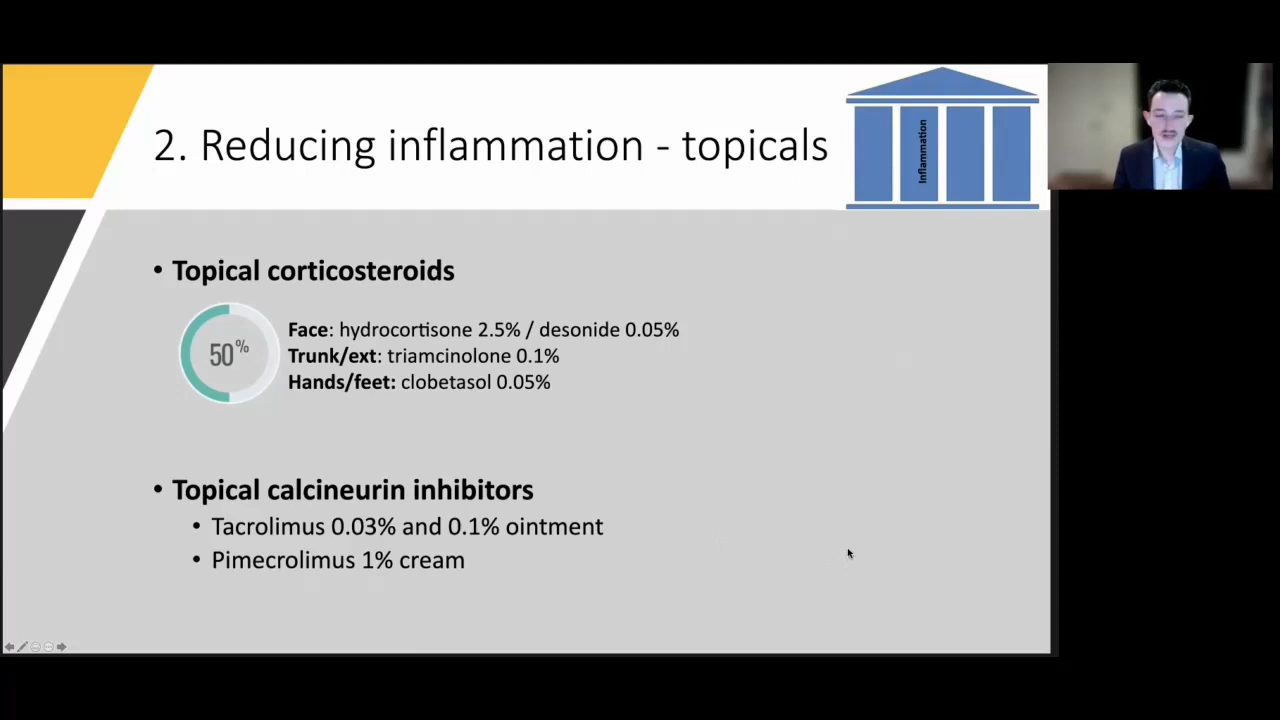 2. Reducing inflammation - topicals
Inflammation
• Topical corticosteroids
50%
Face: hydrocortisone 2.5% / desonide 0.05%
Trunk/ext: triamcinolone 0.1%
Hands/feet: clobetasol 0.05%
• Topical calcineurin inhibitors
• Tacrolimus 0.03% and 0.1% ointment
• Pimecrolimus 1% cream